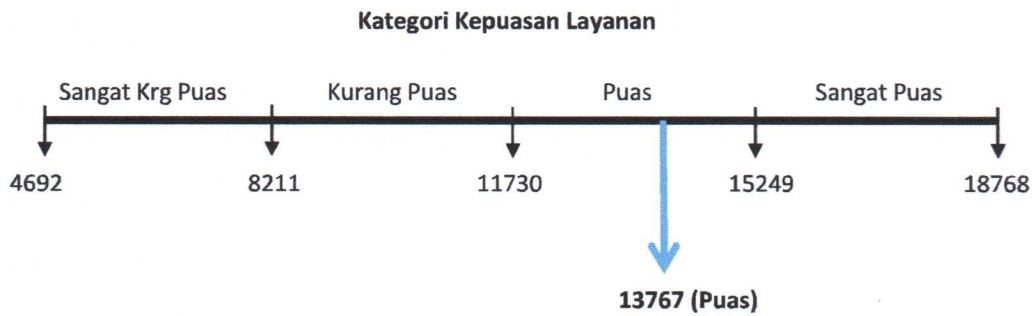 Kategori Kepuasan Layanan
Sangat Krg Puas Kurang Puas Puas Sangat Puas
4692 8211 11730 15249 18768
13767 (Puas)